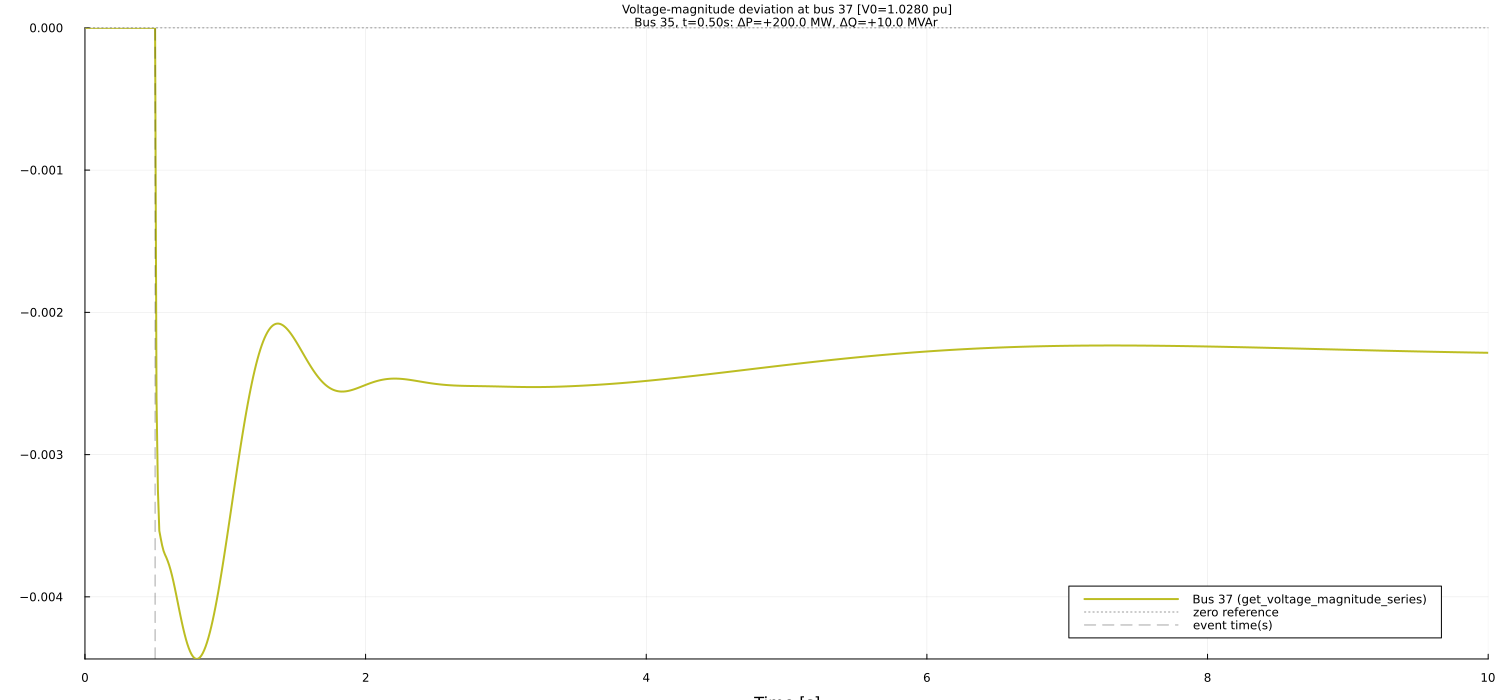 Voltage-magnitude deviation at bus 37 [V0=1.0280 pu]
Bus 35, t=0.50s: ΔP=+200.0 MW, ΔQ=+10.0 MVAr
0.000
−0.001
−0.002
−0.003
−0.004
Bus 37 (get_voltage_magnitude_series)
zero reference
event time(s)
0
2
4
6
8
10
Time [s]